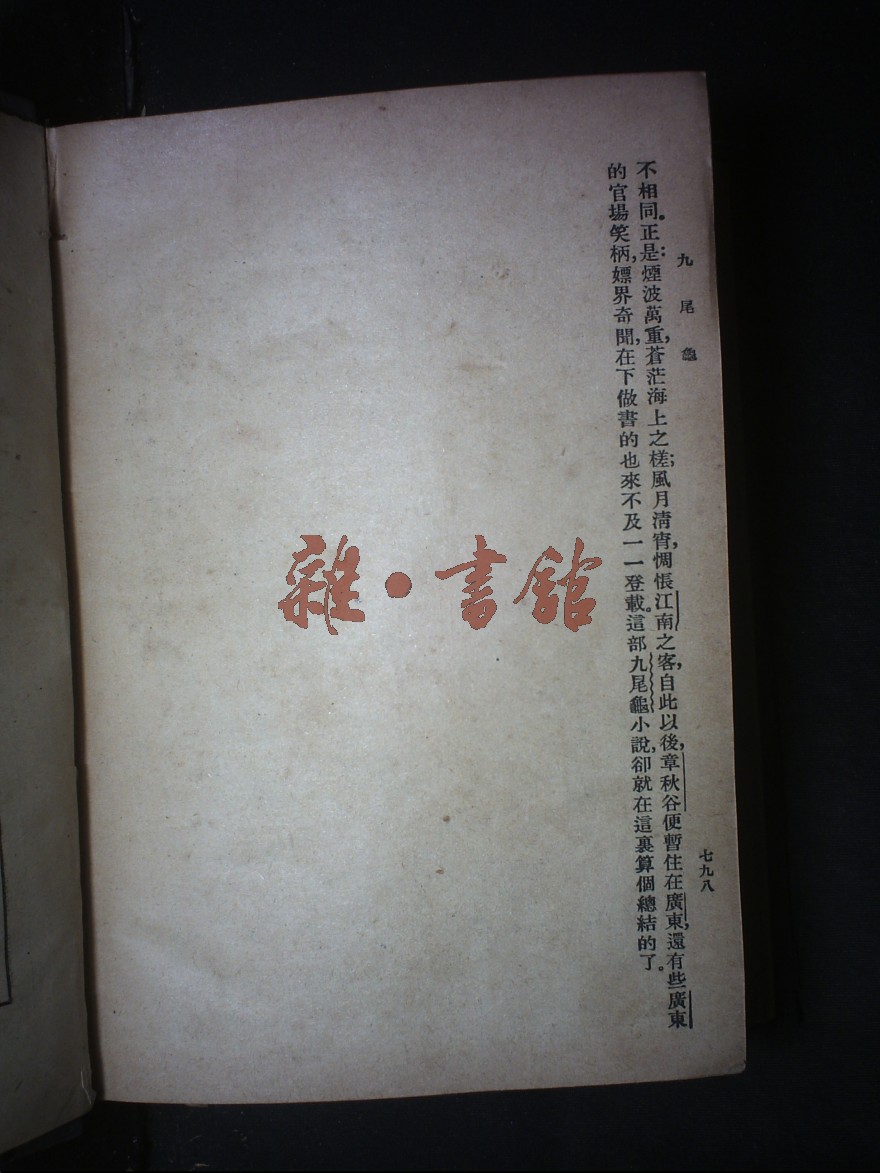 九尾龜
七九八
不相同。正是：煙波萬重，蒼茫海上之槎；風月清宵，惆悵江南之客，自此以後，章秋谷便暫住在廣東，還有些廣東
的官場笑柄，嫖界奇聞，在下做書的也來不及一一登載。這部九尾龜小說，卻就在這裏算個總結的了。
雜·書館